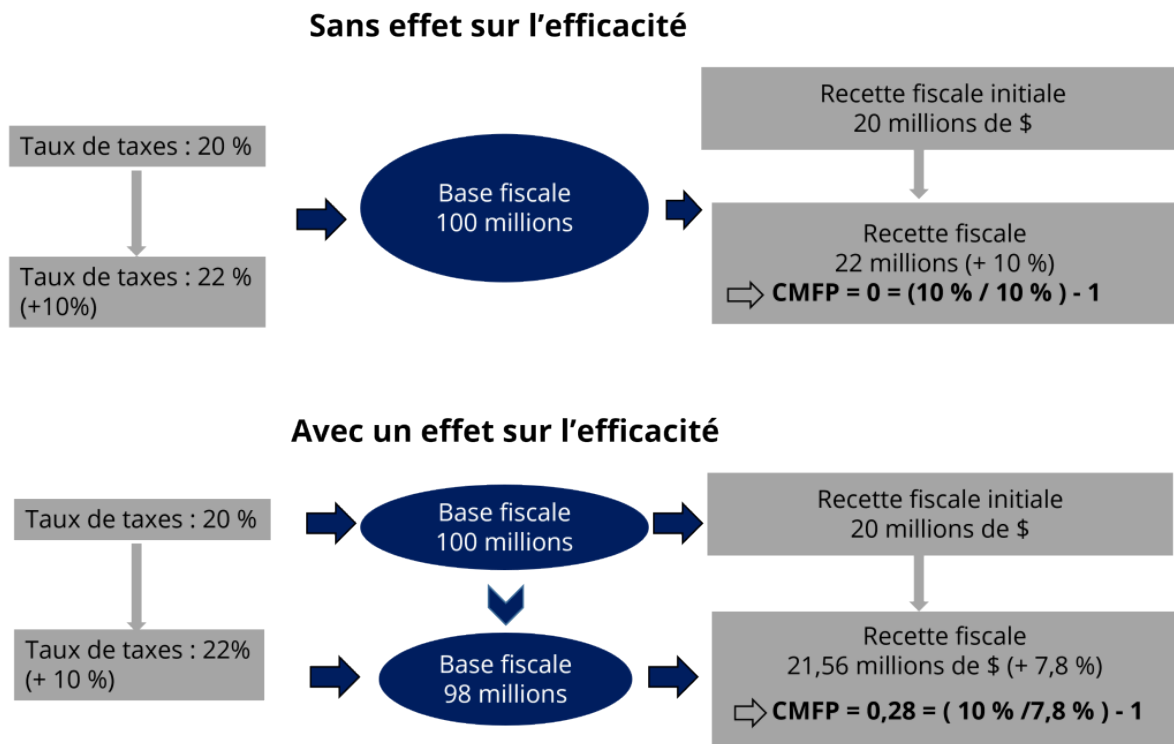 Sans effet sur l’efficacité
Taux de taxes : 20 %
Taux de taxes : 22 %
(+10%)
Base fiscale
100 millions
Recette fiscale initiale
20 millions de $
Recette fiscale
22 millions (+ 10 %)
CMFP = 0 = (10 % / 10 % ) - 1
Avec un effet sur l’efficacité
Taux de taxes : 20 %
Base fiscale
100 millions
Recette fiscale initiale
20 millions de $
Taux de taxes : 22%
(+ 10 %)
Base fiscale
98 millions
Recette fiscale
21,56 millions de $ (+ 7,8 %)
CMFP = 0,28 = ( 10 % /7,8 % ) - 1